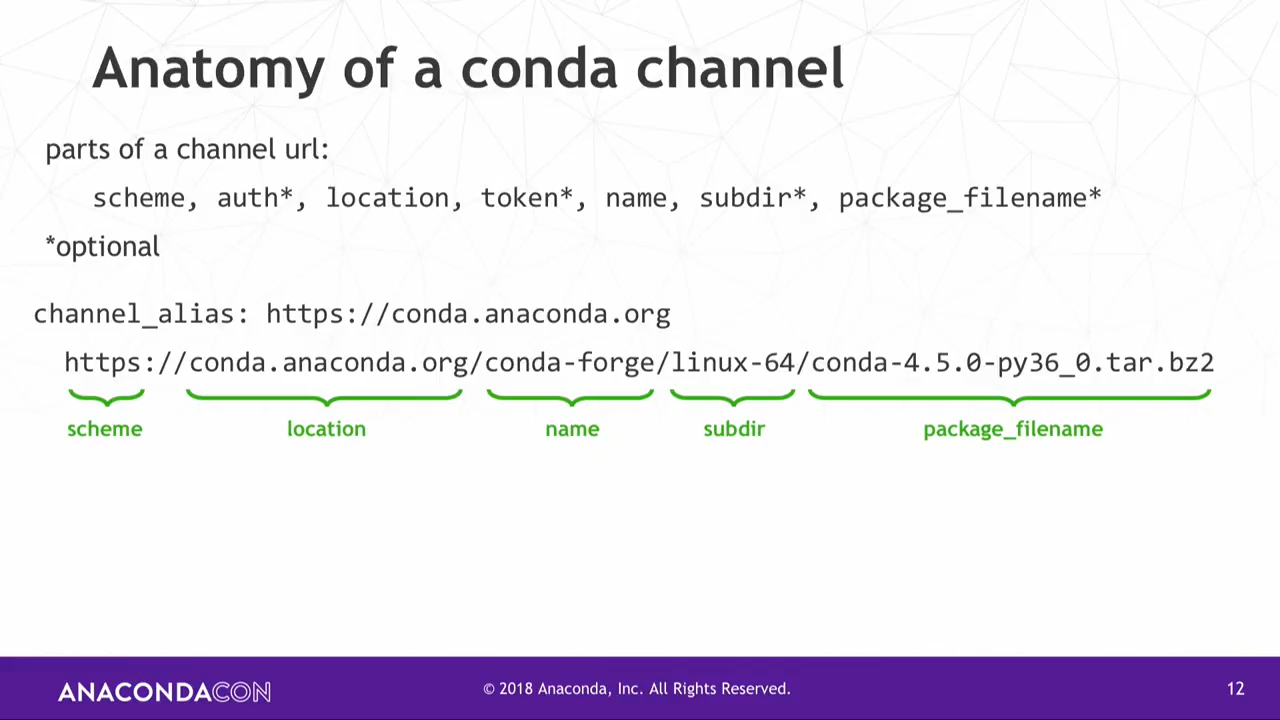 Anatomy of a conda channel
parts of a channel url:
scheme, auth*, location, token*, name, subdir*, package_filename*
*optional
channel_alias: https://conda.anaconda.org
https://conda.anaconda.org/conda-forge/linux-64/conda-4.5.0-py36_0.tar.bz2
scheme location name subdir package_filename
ANACONDACON © 2018 Anaconda, Inc. All Rights Reserved. 12